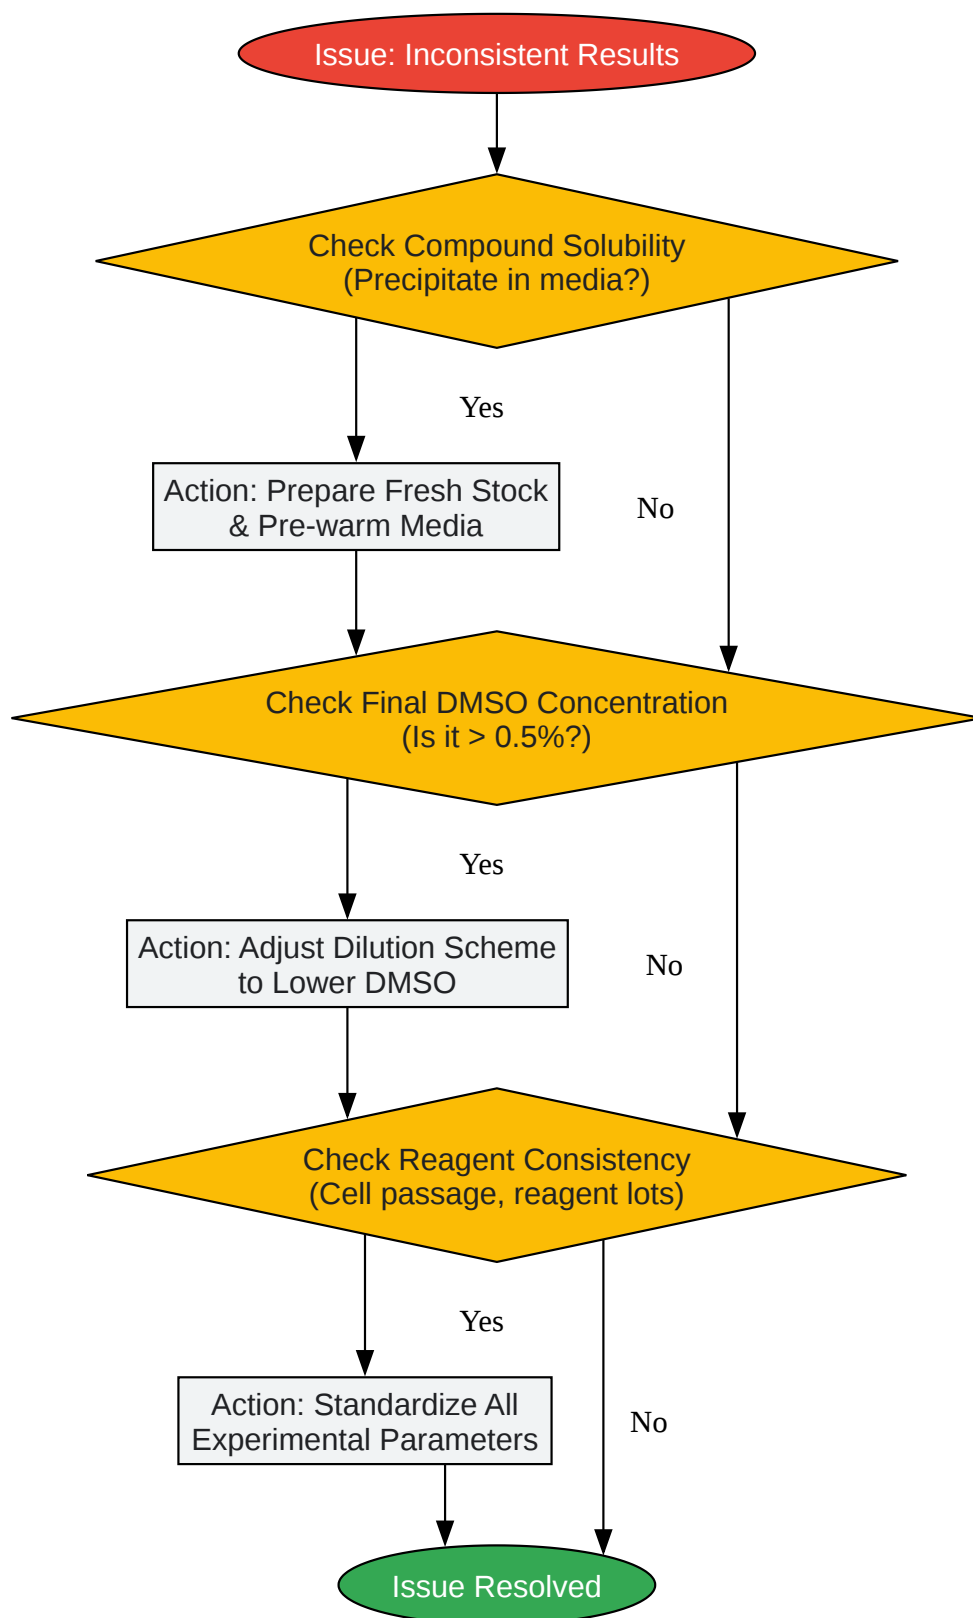 Issue: Inconsistent Results
Check Compound Solubility
(Precipitate in media?)
Yes
Action: Prepare Fresh Stock
& Pre-warm Media
No
Check Final DMSO Concentration
(Is it > 0.5%?)
Yes
Action: Adjust Dilution Scheme
to Lower DMSO
No
Check Reagent Consistency
(Cell passage, reagent lots)
Yes
Action: Standardize All
Experimental Parameters
No
Issue Resolved